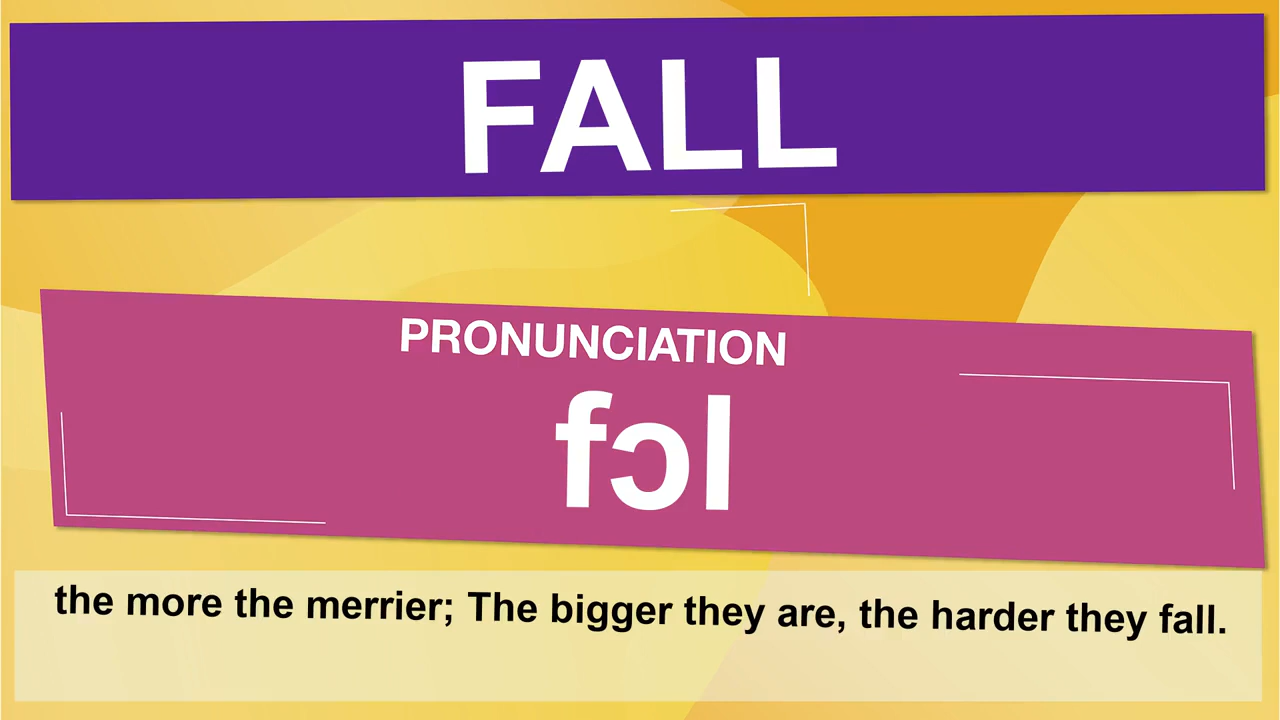 FALL
PRONUNCIATION
fɔl
the more the merrier; The bigger they are, the harder they fall.